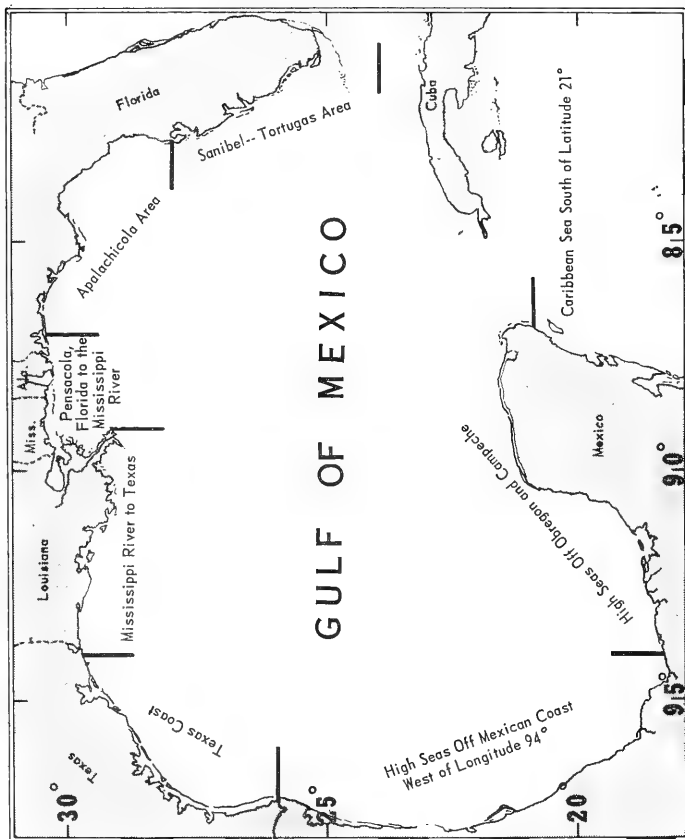 Florida
Sanibel-- Tortugas Area
Cuba
Apalachicola Area
Caribbean Sea South of Latitude 21°
85°
Ala.
Pensacola,
Florida to the
Mississippi
River
Miss.
GULF OF MEXICO
Mexico
90°
High Seas Off Obregon and Campeche
Louisiana
Mississippi River to Texas
Texas
Texas Coast
High Seas Off Mexican Coast
West of Longitude 94°
95°
30°
25°
20°